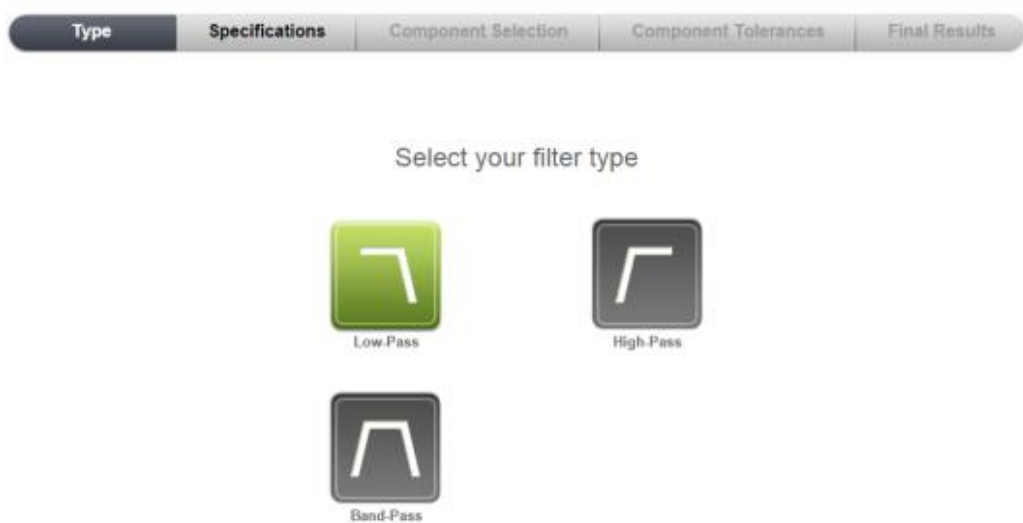 Type Specifications Component Selection Component Tolerances Final Results
Select your filter type
Low-Pass High-Pass
Band-Pass